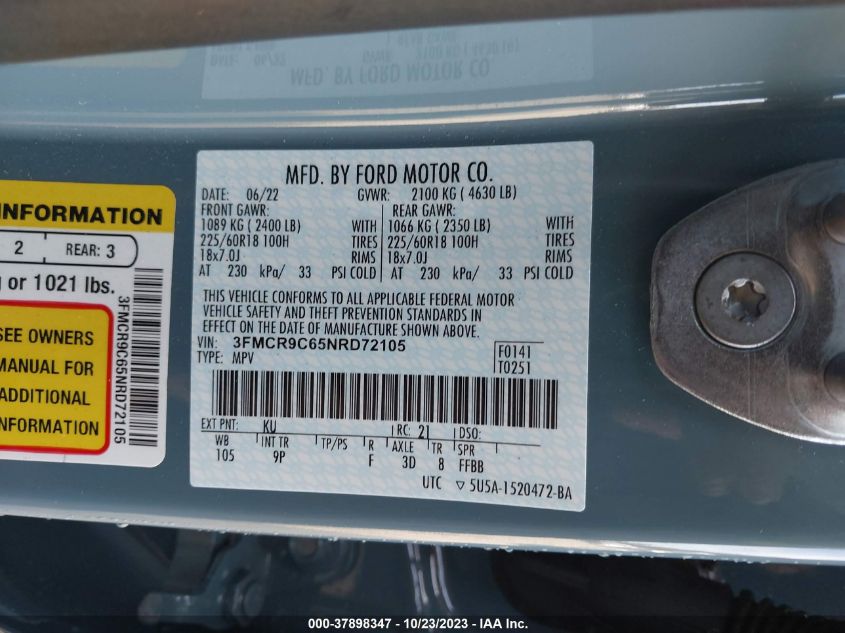 MFD. BY FORD MOTOR CO.
DATE: 06/22 GVWR: 2100 KG ( 4630 LB)
FRONT GAWR: REAR GAWR:
1089 KG ( 2400 LB) WITH 1066 KG ( 2350 LB) WITH
225/60R18 100H TIRES 225/60R18 100H TIRES
18x7.0J RIMS 18x7.0J RIMS
AT 230 kPa/ 33 PSI COLD AT 230 kPa/ 33 PSI COLD
THIS VEHICLE CONFORMS TO ALL APPLICABLE FEDERAL MOTOR
VEHICLE SAFETY AND THEFT PREVENTION STANDARDS IN
EFFECT ON THE DATE OF MANUFACTURE SHOWN ABOVE.
VIN: 3FMCR9C65NRD72105
TYPE: MPV
F0141
T0251
EXT PNT: KU RC: 21 DSO:
WB INT TR TP/PS R AXLE TR SPR
105 9P F 3D 8 FFBB
UTC ▽ 5U5A-1520472-BA
INFORMATION
2 REAR: 3
or 1021 lbs.
SEE OWNERS
MANUAL FOR
ADDITIONAL
INFORMATION
3FMCR9C65NRD72105
000-37898347 - 10/23/2023 - IAA Inc.